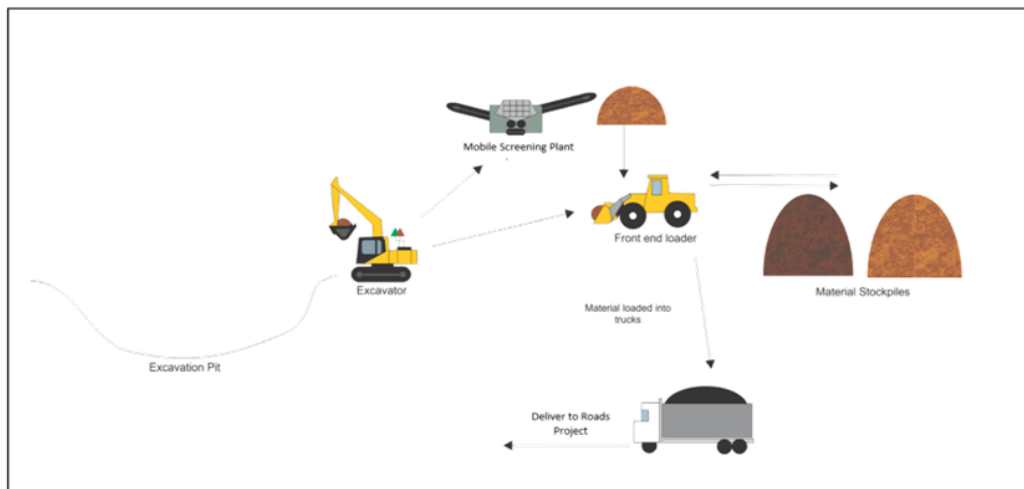 Mobile Screening Plant
Front end loader
Excavator
Material Stockpiles
Material loaded into
trucks
Excavation Pit
Deliver to Roads
Project